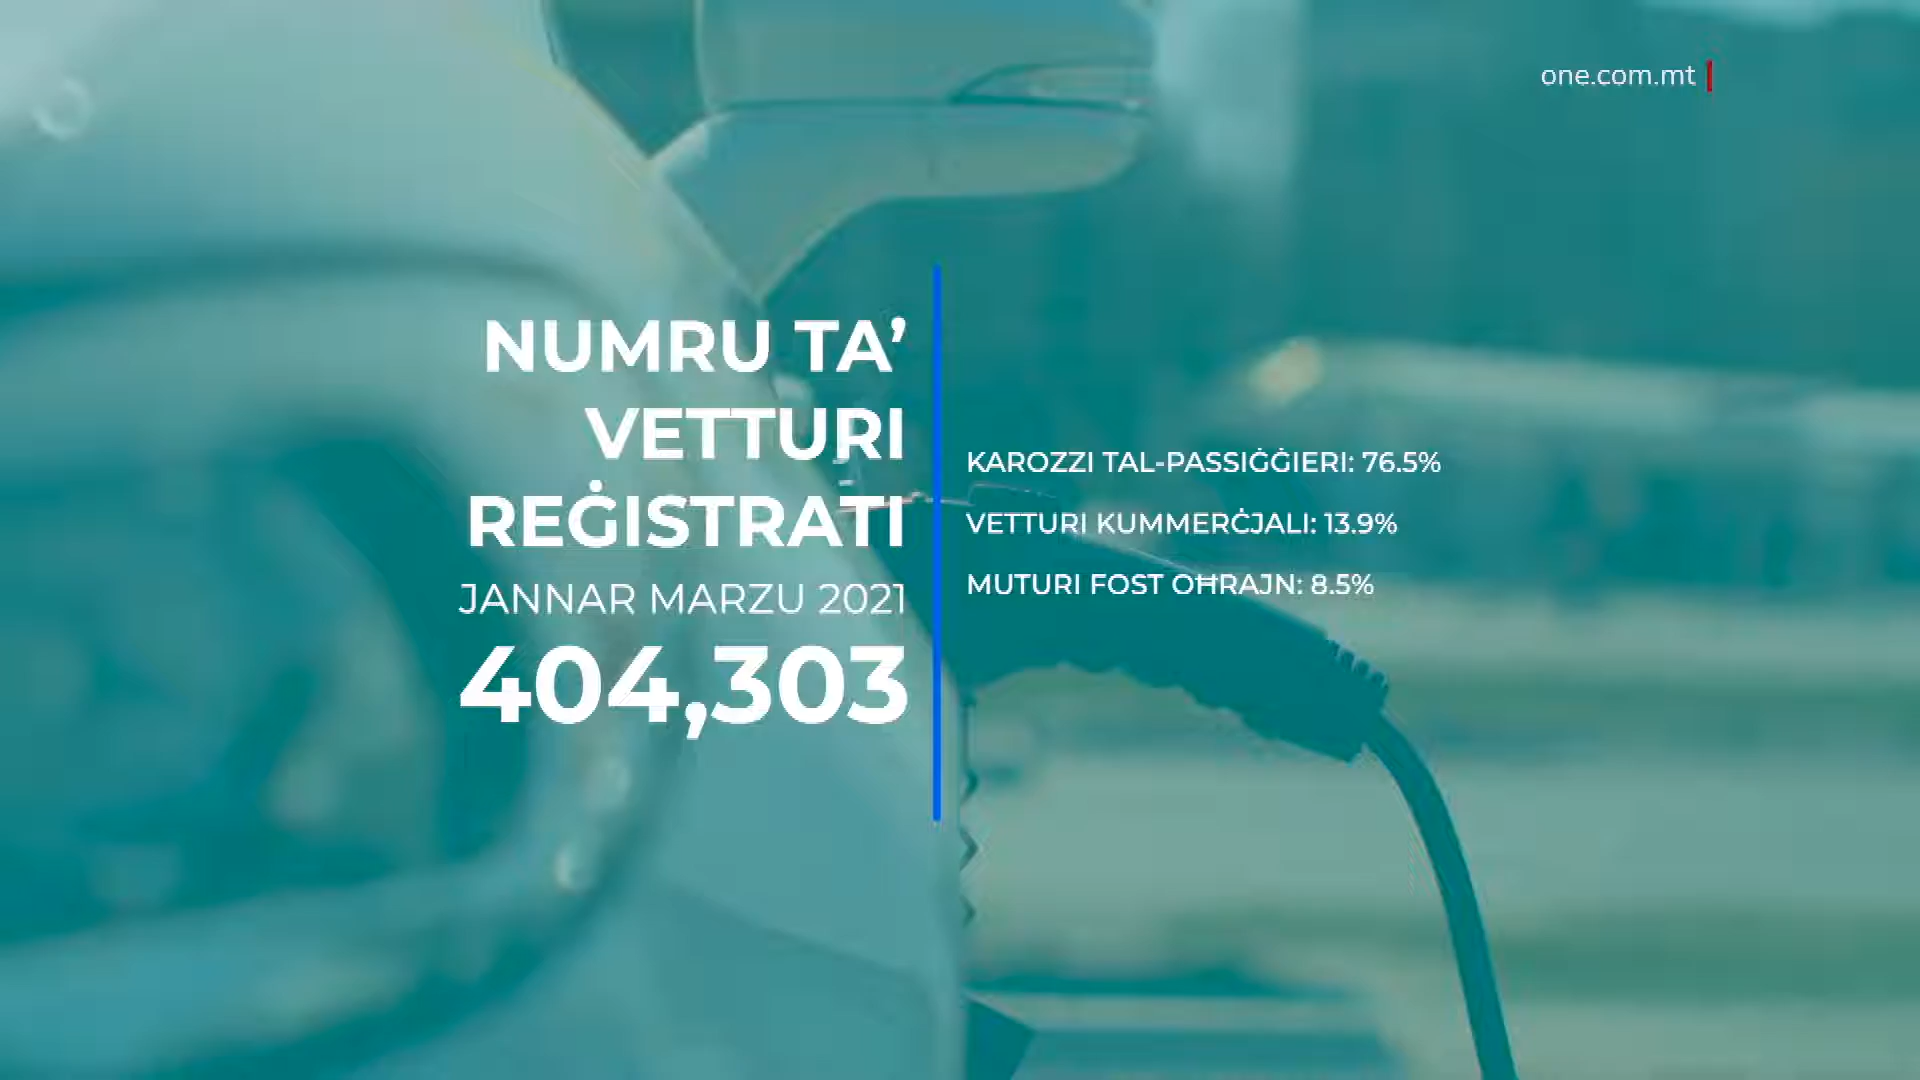 one.com.mt
NUMRU TA’
VETTURI
REĠISTRATI
JANNAR MARZU 2021
404,303
KAROZZI TAL-PASSIĠĠIERI: 76.5%
VETTURI KUMMERĊJALI: 13.9%
MUTURI FOST OĦRAJN: 8.5%